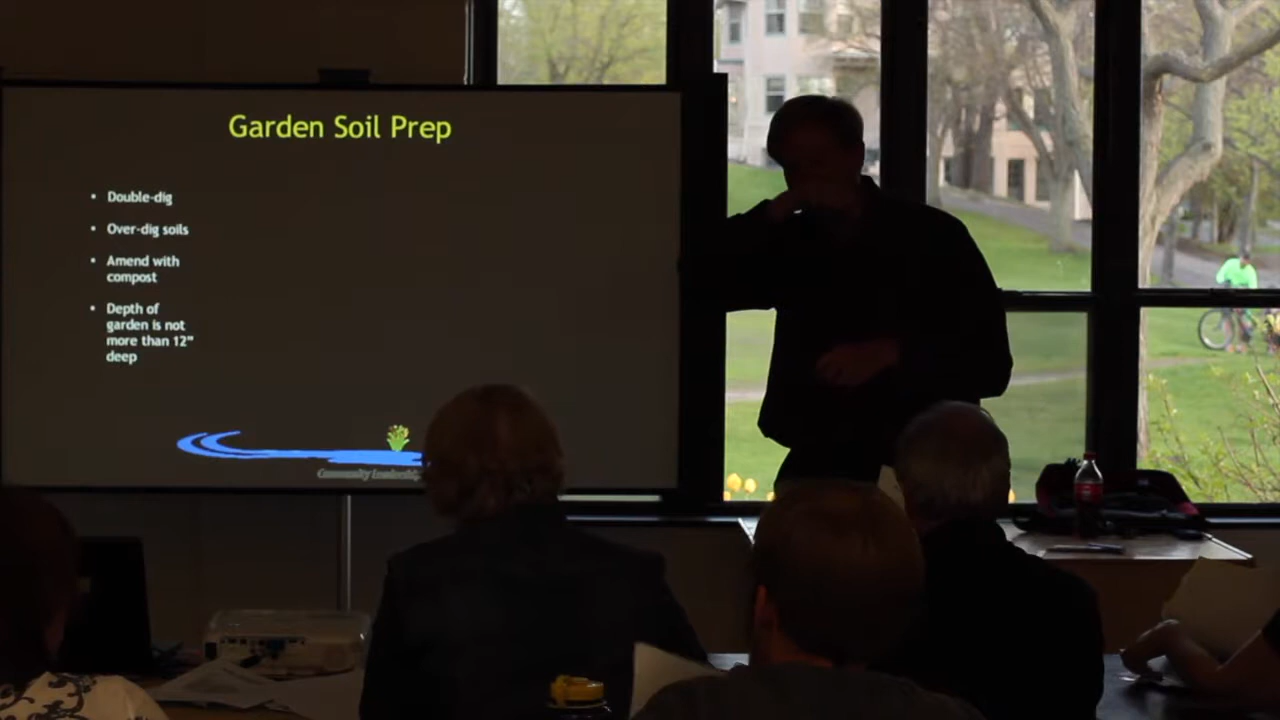 Garden Soil Prep
• Double-dig
• Over-dig soils
• Amend with
compost
• Depth of
garden is not
more than 12"
deep
Community